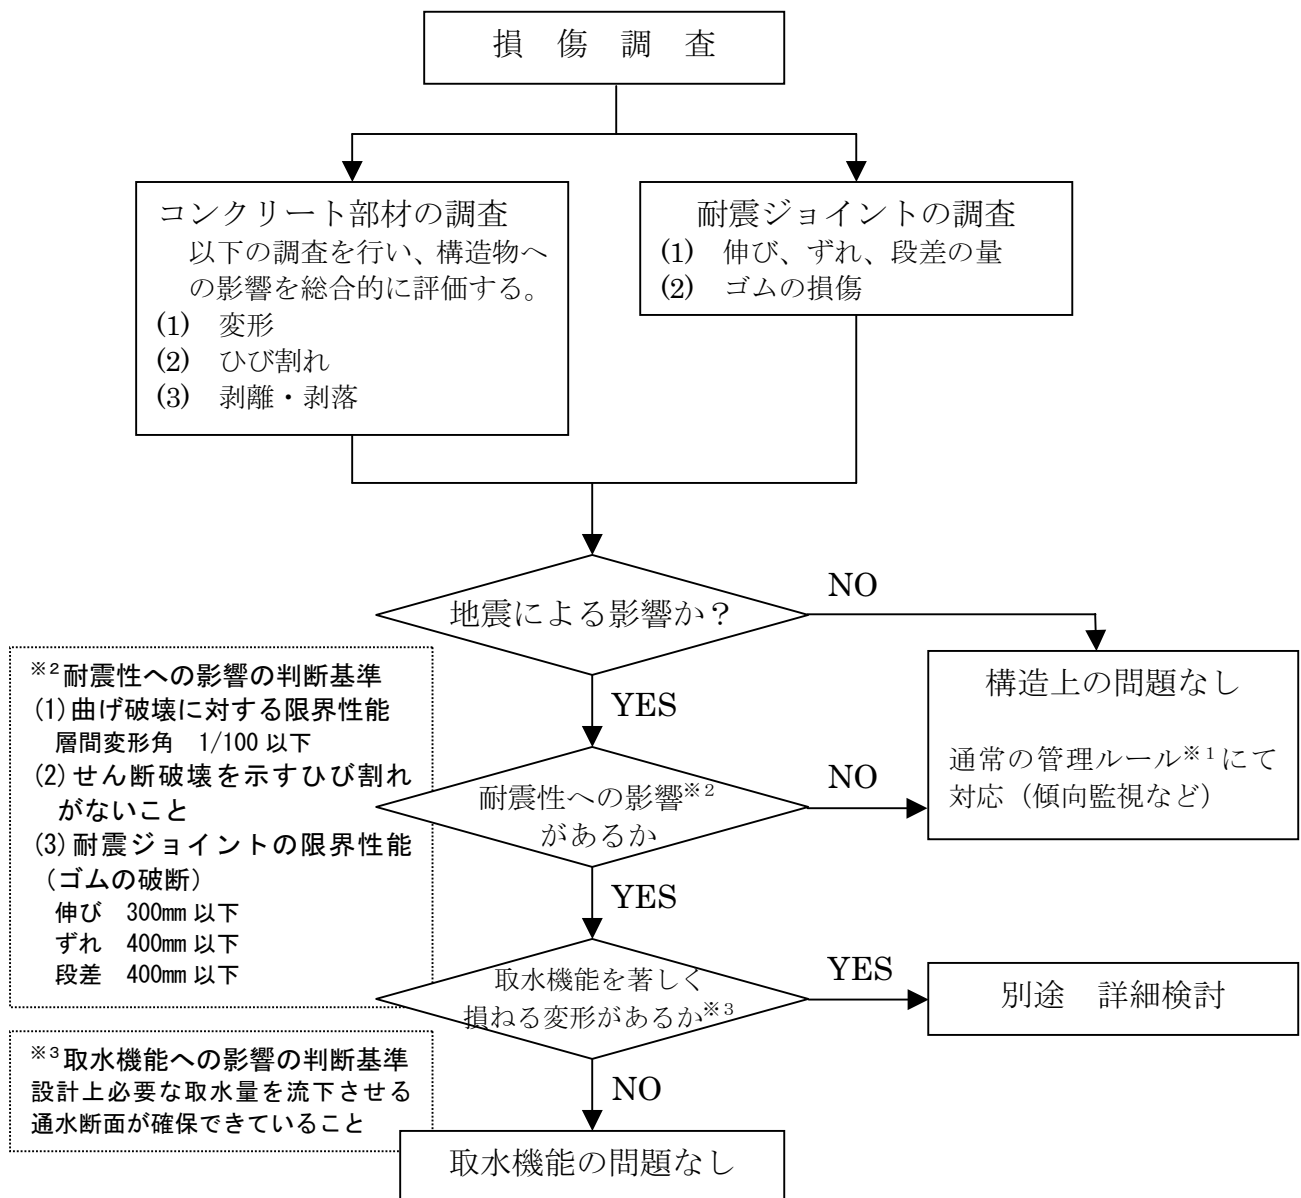 損　傷　調　査
コンクリート部材の調査
以下の調査を行い、構造物へ
の影響を総合的に評価する。
(1)　変形
(2)　ひび割れ
(3)　剥離・剥落
耐震ジョイントの調査
(1)　伸び、ずれ、段差の量
(2)　ゴムの損傷
地震による影響か？
NO
YES
構造上の問題なし
通常の管理ルール※1にて
対応（傾向監視など）
※2耐震性への影響の判断基準
(1)曲げ破壊に対する限界性能
層間変形角　1/100 以下
(2)せん断破壊を示すひび割れ
がないこと
(3)耐震ジョイントの限界性能
（ゴムの破断）
伸び　300㎜以下
ずれ　400㎜以下
段差　400㎜以下
耐震性への影響※2
があるか
NO
YES
取水機能を著しく
損ねる変形があるか※3
YES
別途　詳細検討
NO
※3取水機能への影響の判断基準
設計上必要な取水量を流下させる
通水断面が確保できていること
取水機能の問題なし